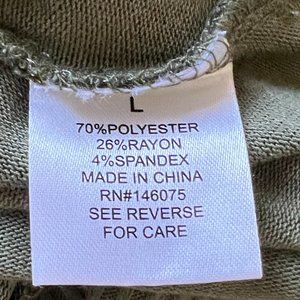 L
70%POLYESTER
26%RAYON
4%SPANDEX
MADE IN CHINA
RN#146075
SEE REVERSE
FOR CARE